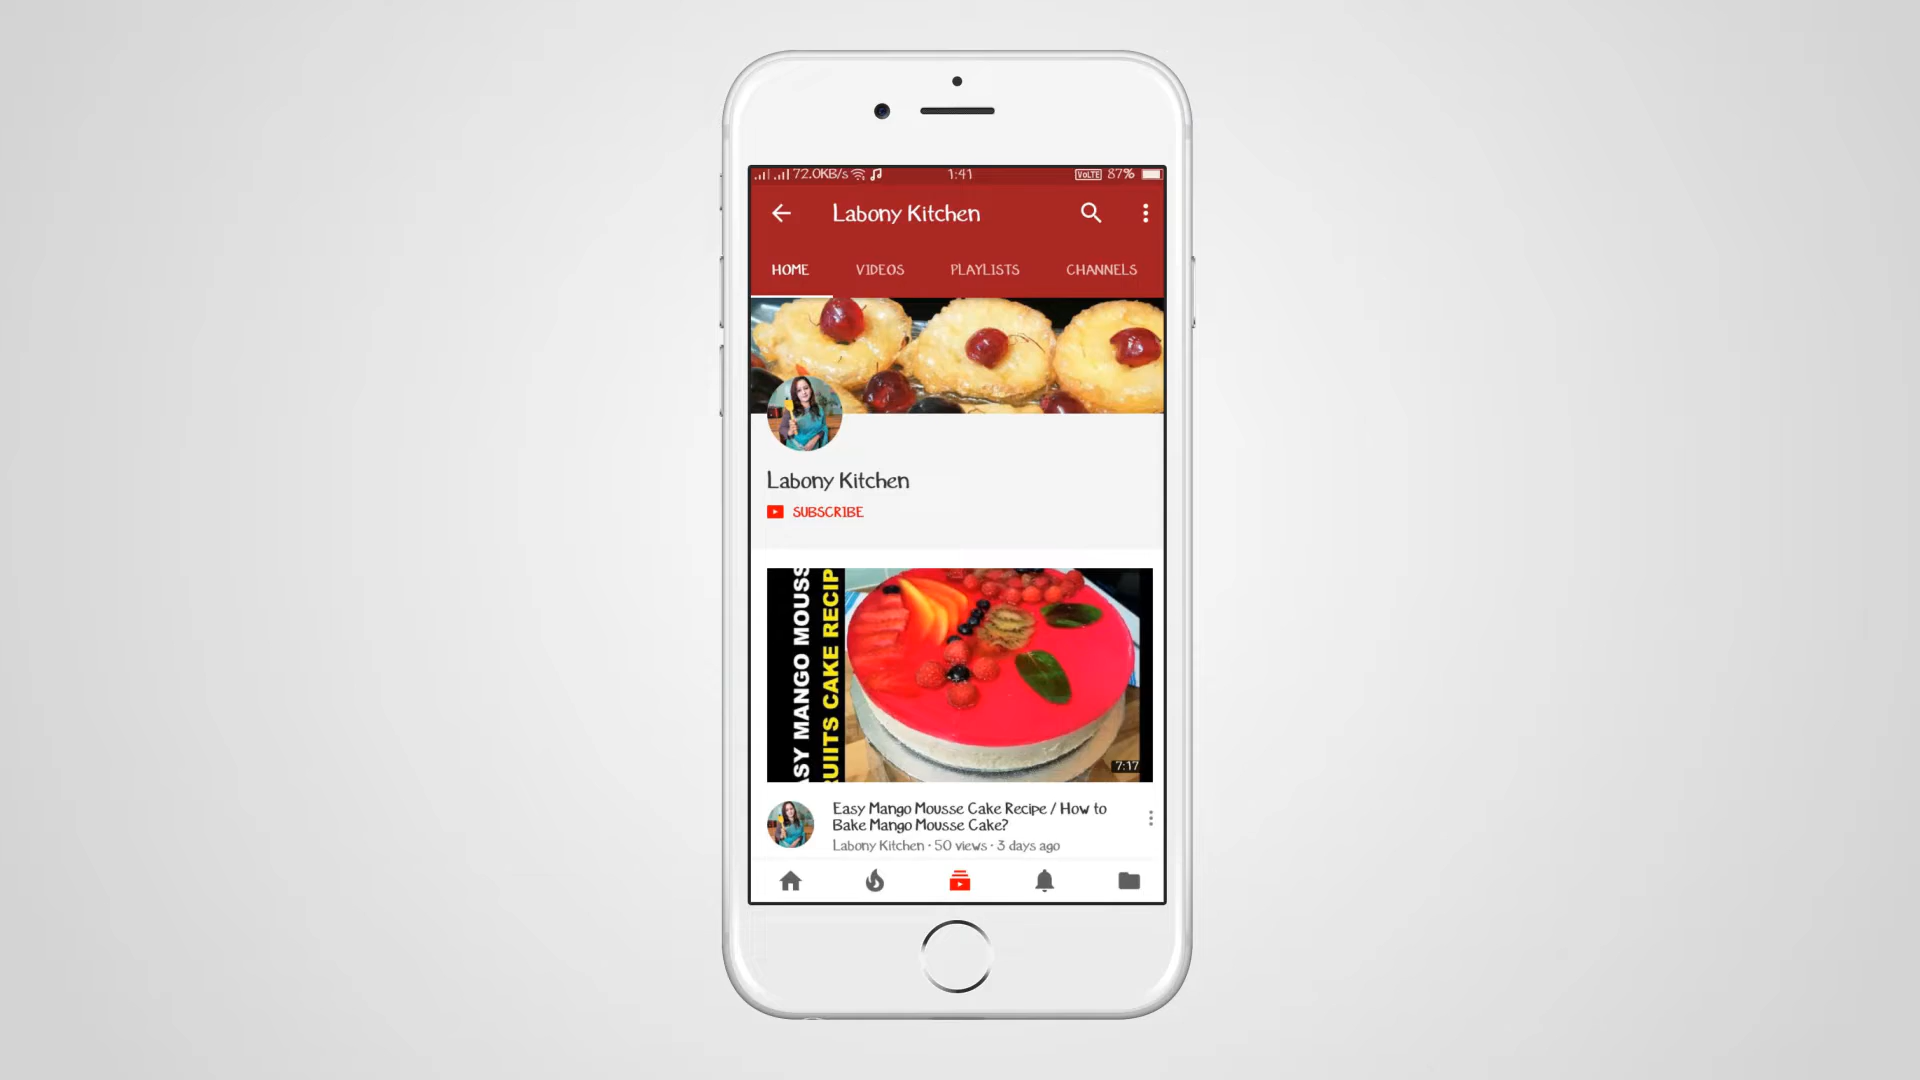 72.0KB/s 1:41 VoLTE 87%
Labony Kitchen
HOME VIDEOS PLAYLISTS CHANNELS
Labony Kitchen
SUBSCRIBE
ASY MANGO MOUSS
RUIITS CAKE RECIP
7:17
Easy Mango Mousse Cake Recipe / How to
Bake Mango Mousse Cake?
Labony Kitchen · 50 views · 3 days ago